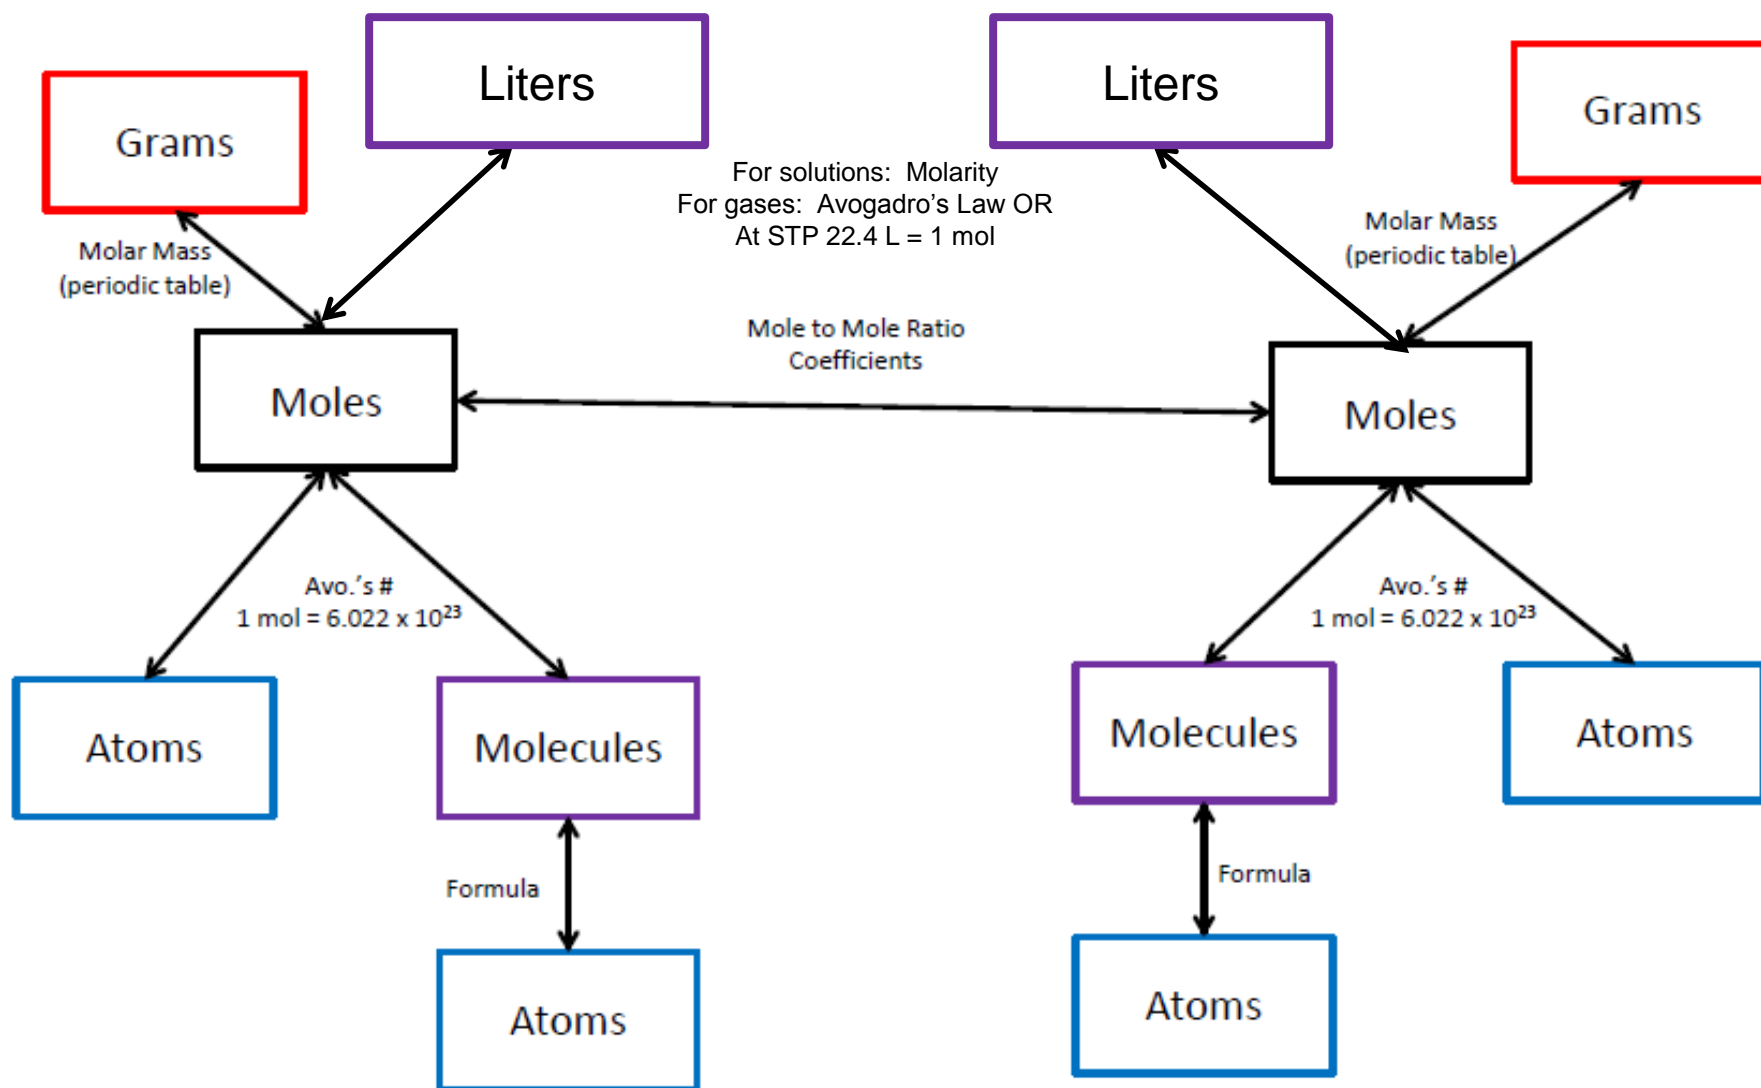 Liters
Liters
Grams
Grams
For solutions:  Molarity
For gases:  Avogadro's Law OR
At STP 22.4 L = 1 mol
Molar Mass
(periodic table)
Molar Mass
(periodic table)
Mole to Mole Ratio
Coefficients
Moles
Moles
Avo.'s #
1 mol = 6.022 x 10²³
Avo.'s #
1 mol = 6.022 x 10²³
Atoms
Molecules
Molecules
Atoms
Formula
Formula
Atoms
Atoms